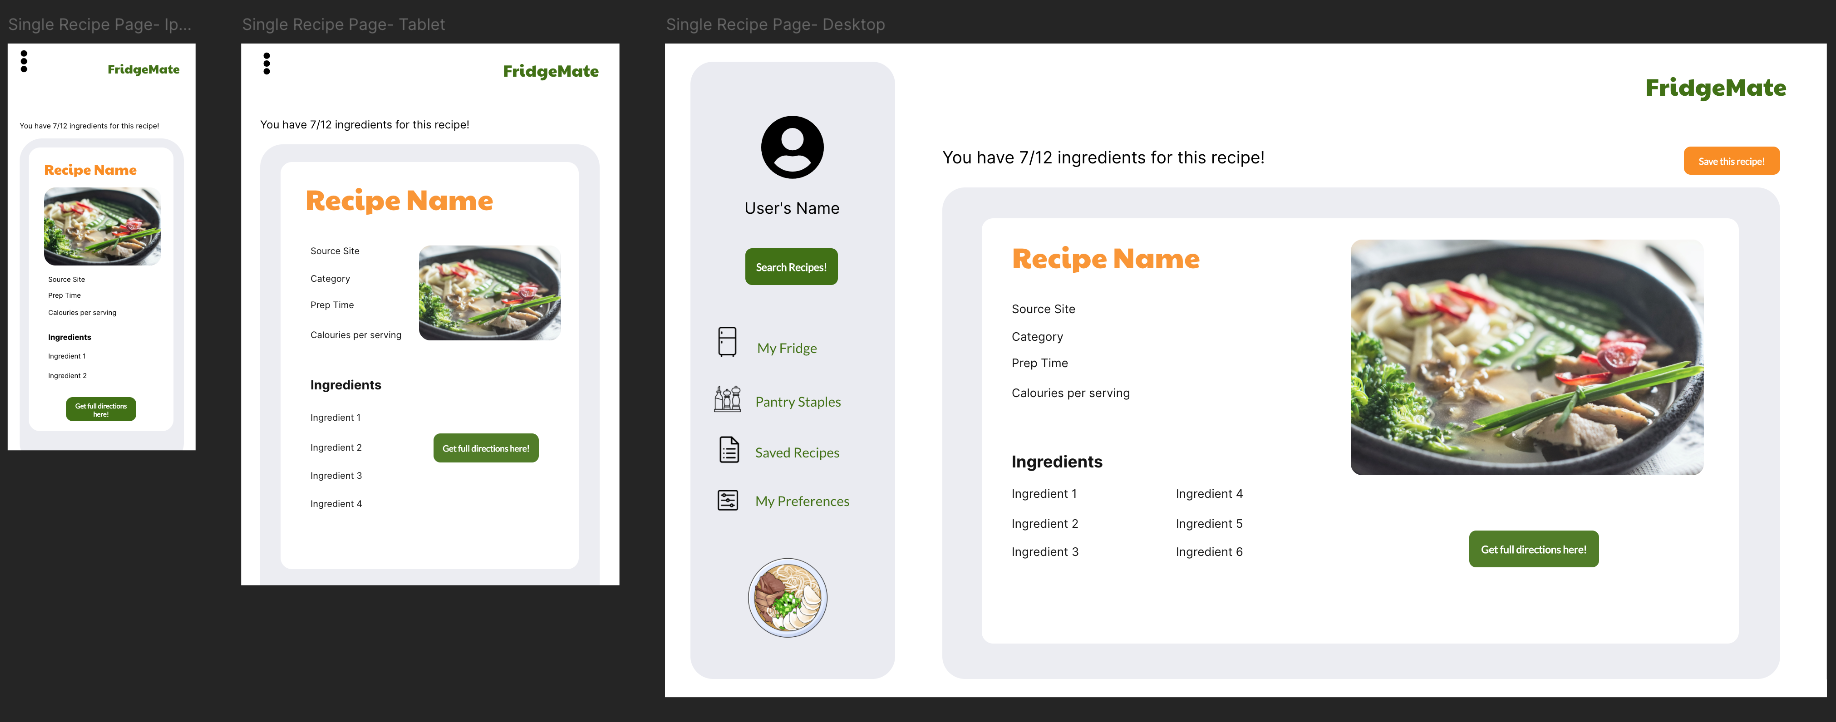 Single Recipe Page- Ip...
FridgeMate
You have 7/12 ingredients for this recipe!
Recipe Name
Source Site
Prep Time
Calouries per serving
Ingredients
Ingredient 1
Ingredient 2
Get full directions
here!
Single Recipe Page- Tablet
FridgeMate
You have 7/12 ingredients for this recipe!
Recipe Name
Source Site
Category
Prep Time
Calouries per serving
Ingredients
Ingredient 1
Ingredient 2
Ingredient 3
Ingredient 4
Get full directions here!
Single Recipe Page- Desktop
User's Name
Search Recipes!
My Fridge
Pantry Staples
Saved Recipes
My Preferences
FridgeMate
You have 7/12 ingredients for this recipe!
Save this recipe!
Recipe Name
Source Site
Category
Prep Time
Calouries per serving
Ingredients
Ingredient 1
Ingredient 2
Ingredient 3
Ingredient 4
Ingredient 5
Ingredient 6
Get full directions here!